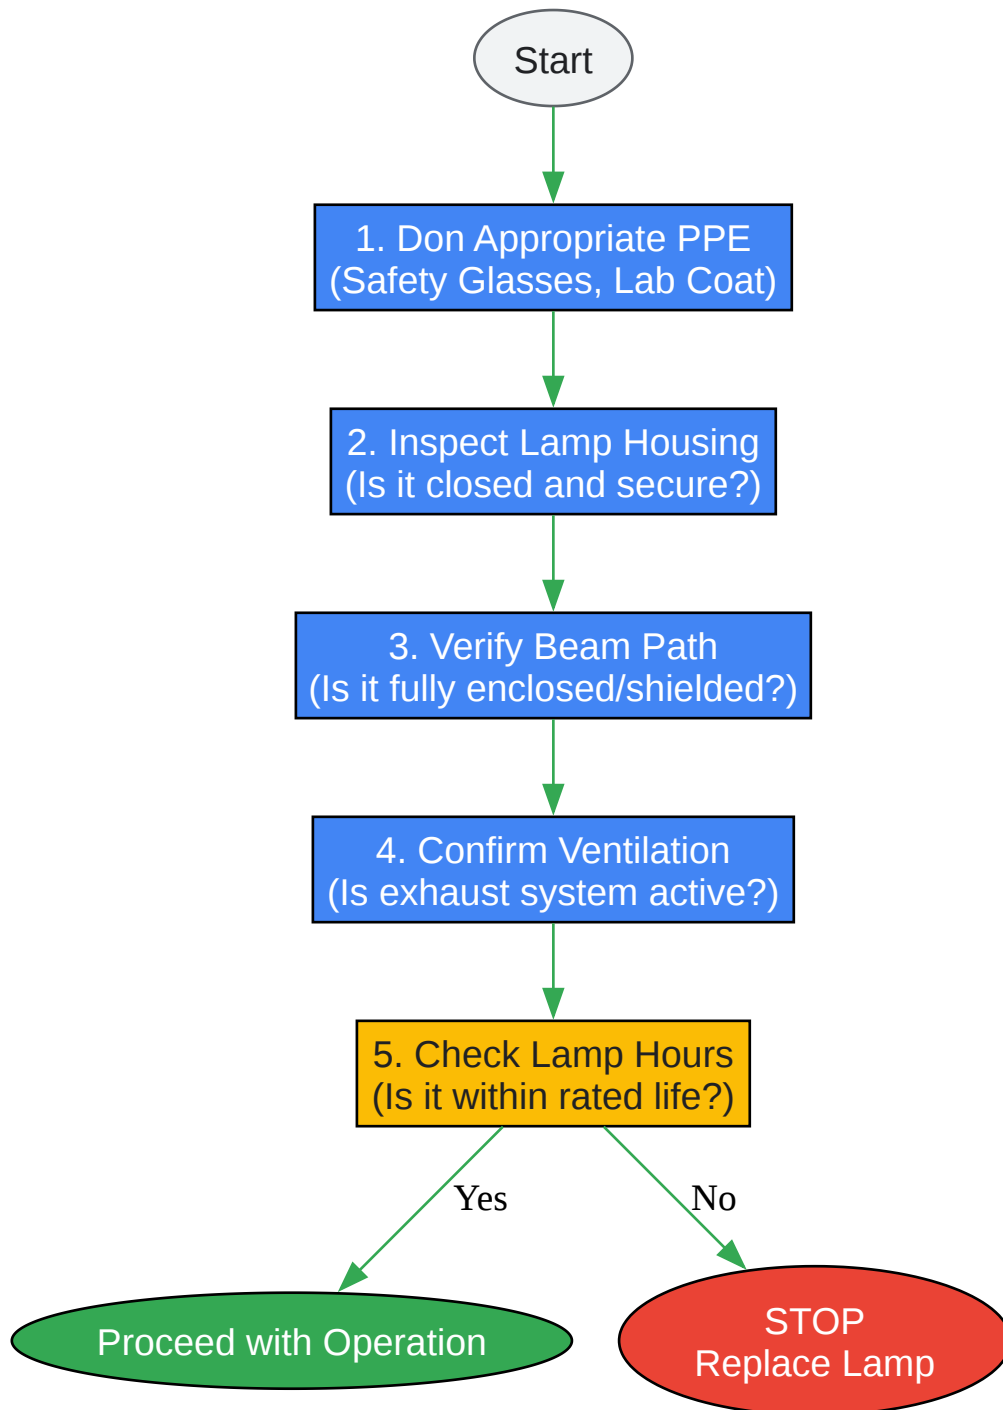 Start
1. Don Appropriate PPE
(Safety Glasses, Lab Coat)
2. Inspect Lamp Housing
(Is it closed and secure?)
3. Verify Beam Path
(Is it fully enclosed/shielded?)
4. Confirm Ventilation
(Is exhaust system active?)
5. Check Lamp Hours
(Is it within rated life?)
Yes
No
Proceed with Operation
STOP
Replace Lamp